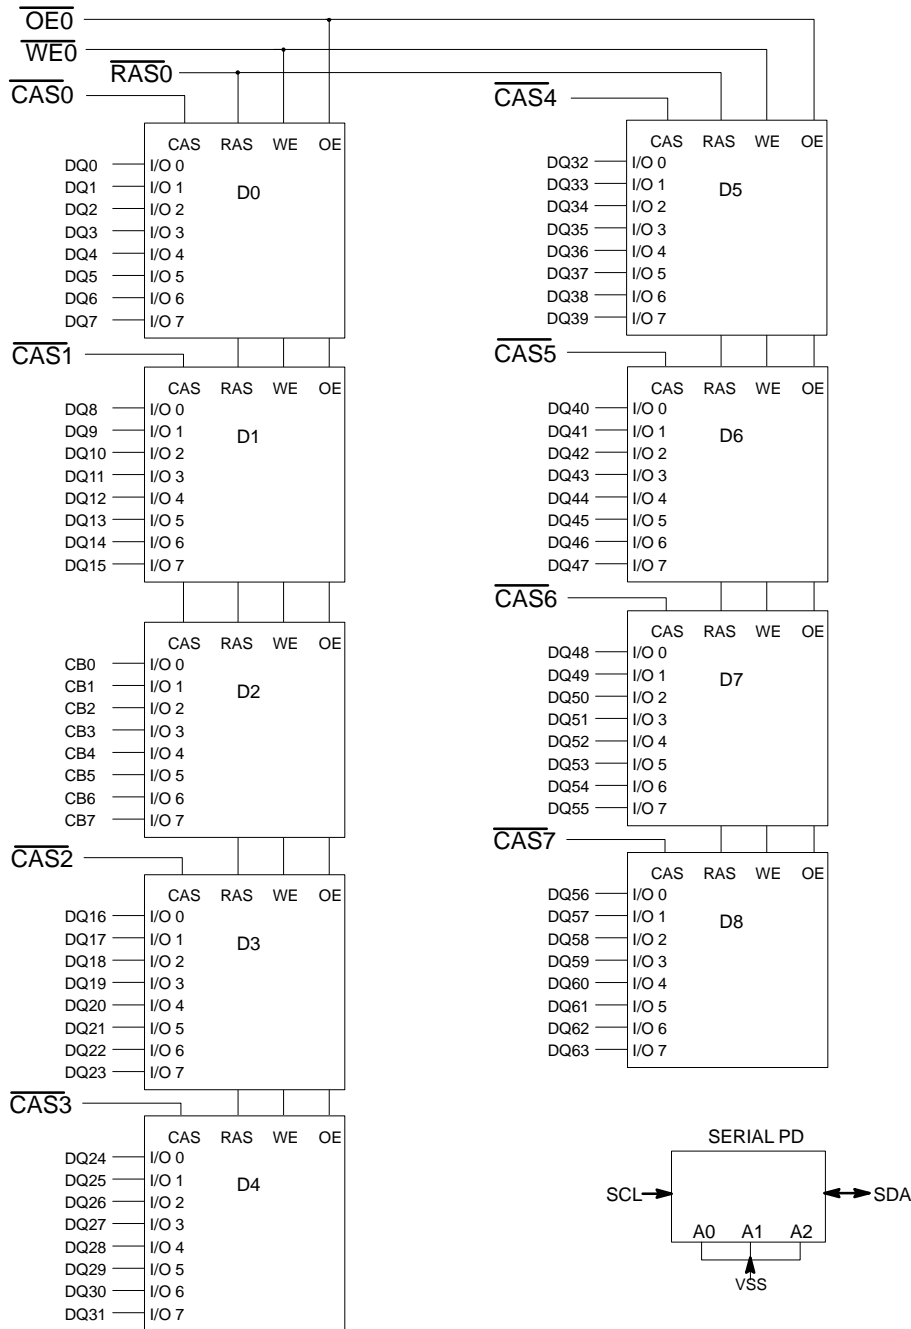 OE0
WE0
RAS0
CAS0
CAS RAS WE OE
D0
DQ0 I/O 0
DQ1 I/O 1
DQ2 I/O 2
DQ3 I/O 3
DQ4 I/O 4
DQ5 I/O 5
DQ6 I/O 6
DQ7 I/O 7
CAS1
CAS RAS WE OE
D1
DQ8 I/O 0
DQ9 I/O 1
DQ10 I/O 2
DQ11 I/O 3
DQ12 I/O 4
DQ13 I/O 5
DQ14 I/O 6
DQ15 I/O 7
CAS RAS WE OE
D2
CB0 I/O 0
CB1 I/O 1
CB2 I/O 2
CB3 I/O 3
CB4 I/O 4
CB5 I/O 5
CB6 I/O 6
CB7 I/O 7
CAS2
CAS RAS WE OE
D3
DQ16 I/O 0
DQ17 I/O 1
DQ18 I/O 2
DQ19 I/O 3
DQ20 I/O 4
DQ21 I/O 5
DQ22 I/O 6
DQ23 I/O 7
CAS3
CAS RAS WE OE
D4
DQ24 I/O 0
DQ25 I/O 1
DQ26 I/O 2
DQ27 I/O 3
DQ28 I/O 4
DQ29 I/O 5
DQ30 I/O 6
DQ31 I/O 7
CAS4
CAS RAS WE OE
D5
DQ32 I/O 0
DQ33 I/O 1
DQ34 I/O 2
DQ35 I/O 3
DQ36 I/O 4
DQ37 I/O 5
DQ38 I/O 6
DQ39 I/O 7
CAS5
CAS RAS WE OE
D6
DQ40 I/O 0
DQ41 I/O 1
DQ42 I/O 2
DQ43 I/O 3
DQ44 I/O 4
DQ45 I/O 5
DQ46 I/O 6
DQ47 I/O 7
CAS6
CAS RAS WE OE
D7
DQ48 I/O 0
DQ49 I/O 1
DQ50 I/O 2
DQ51 I/O 3
DQ52 I/O 4
DQ53 I/O 5
DQ54 I/O 6
DQ55 I/O 7
CAS7
CAS RAS WE OE
D8
DQ56 I/O 0
DQ57 I/O 1
DQ58 I/O 2
DQ59 I/O 3
DQ60 I/O 4
DQ61 I/O 5
DQ62 I/O 6
DQ63 I/O 7
SERIAL PD
SCL SDA
A0 A1 A2
VSS